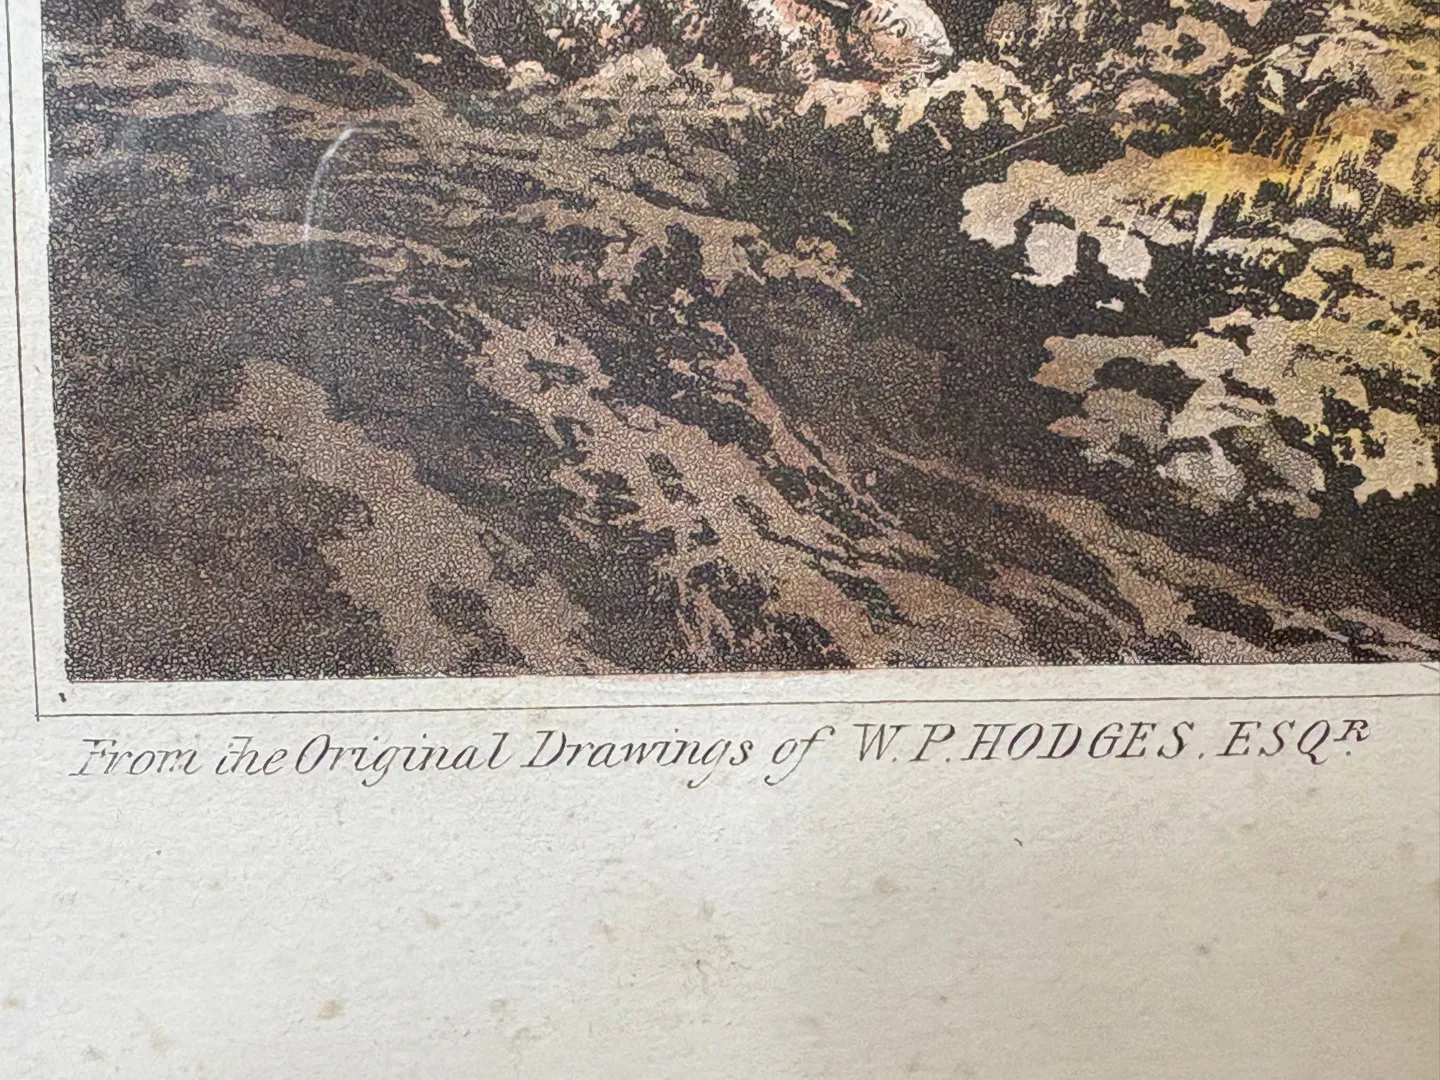 From the Original Drawings of W. P. HODGES. ESQR.